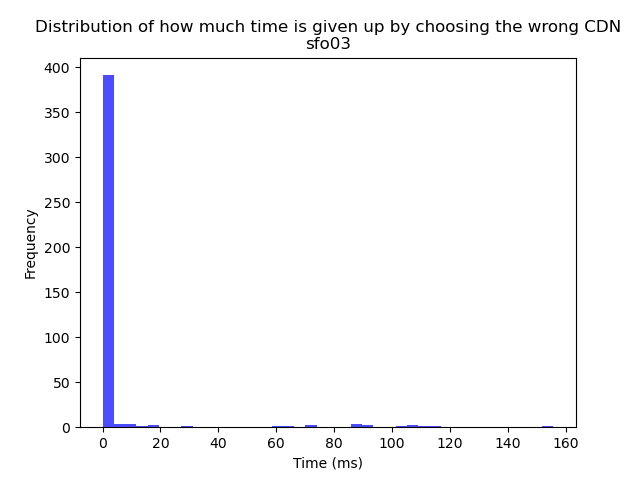 Distribution of how much time is given up by choosing the wrong CDN
sfo03
400
350
300
250
200
150
100
50
0
Frequency
0 20 40 60 80 100 120 140 160
Time (ms)